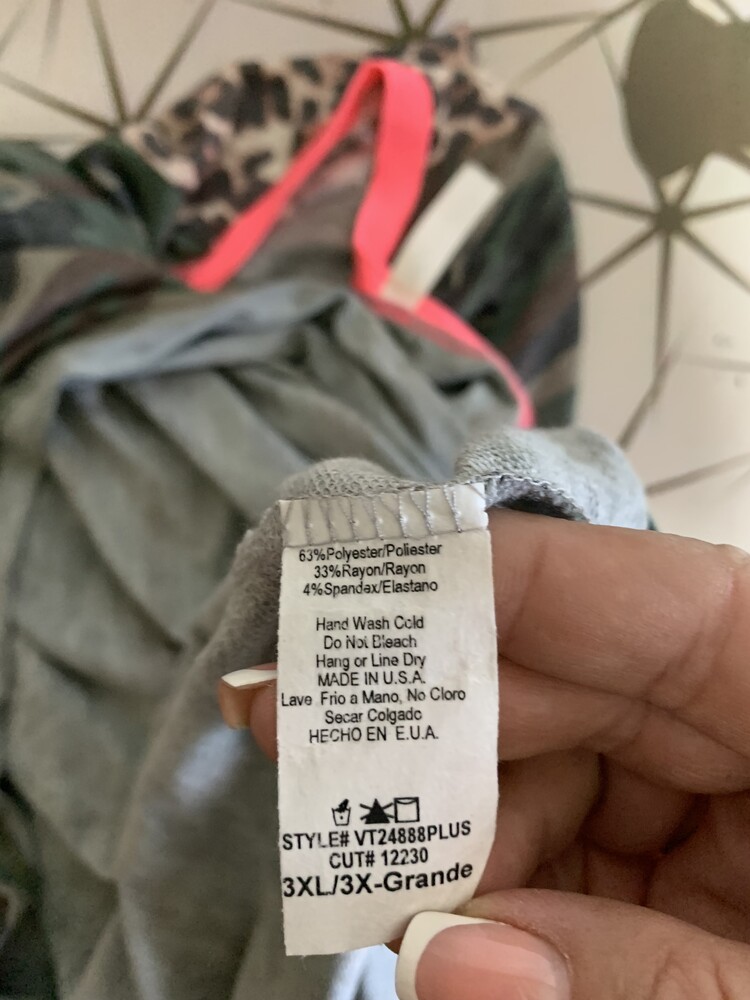 63%Polyester/Poliester
33%Rayon/Rayon
4%Spandex/Elastano
Hand Wash Cold
Do Not Bleach
Hang or Line Dry
MADE IN U.S.A.
Lave Frio a Mano, No Cloro
Secar Colgado
HECHO EN E.U.A.
STYLE# VT24888PLUS
CUT# 12230
3XL/3X-Grande